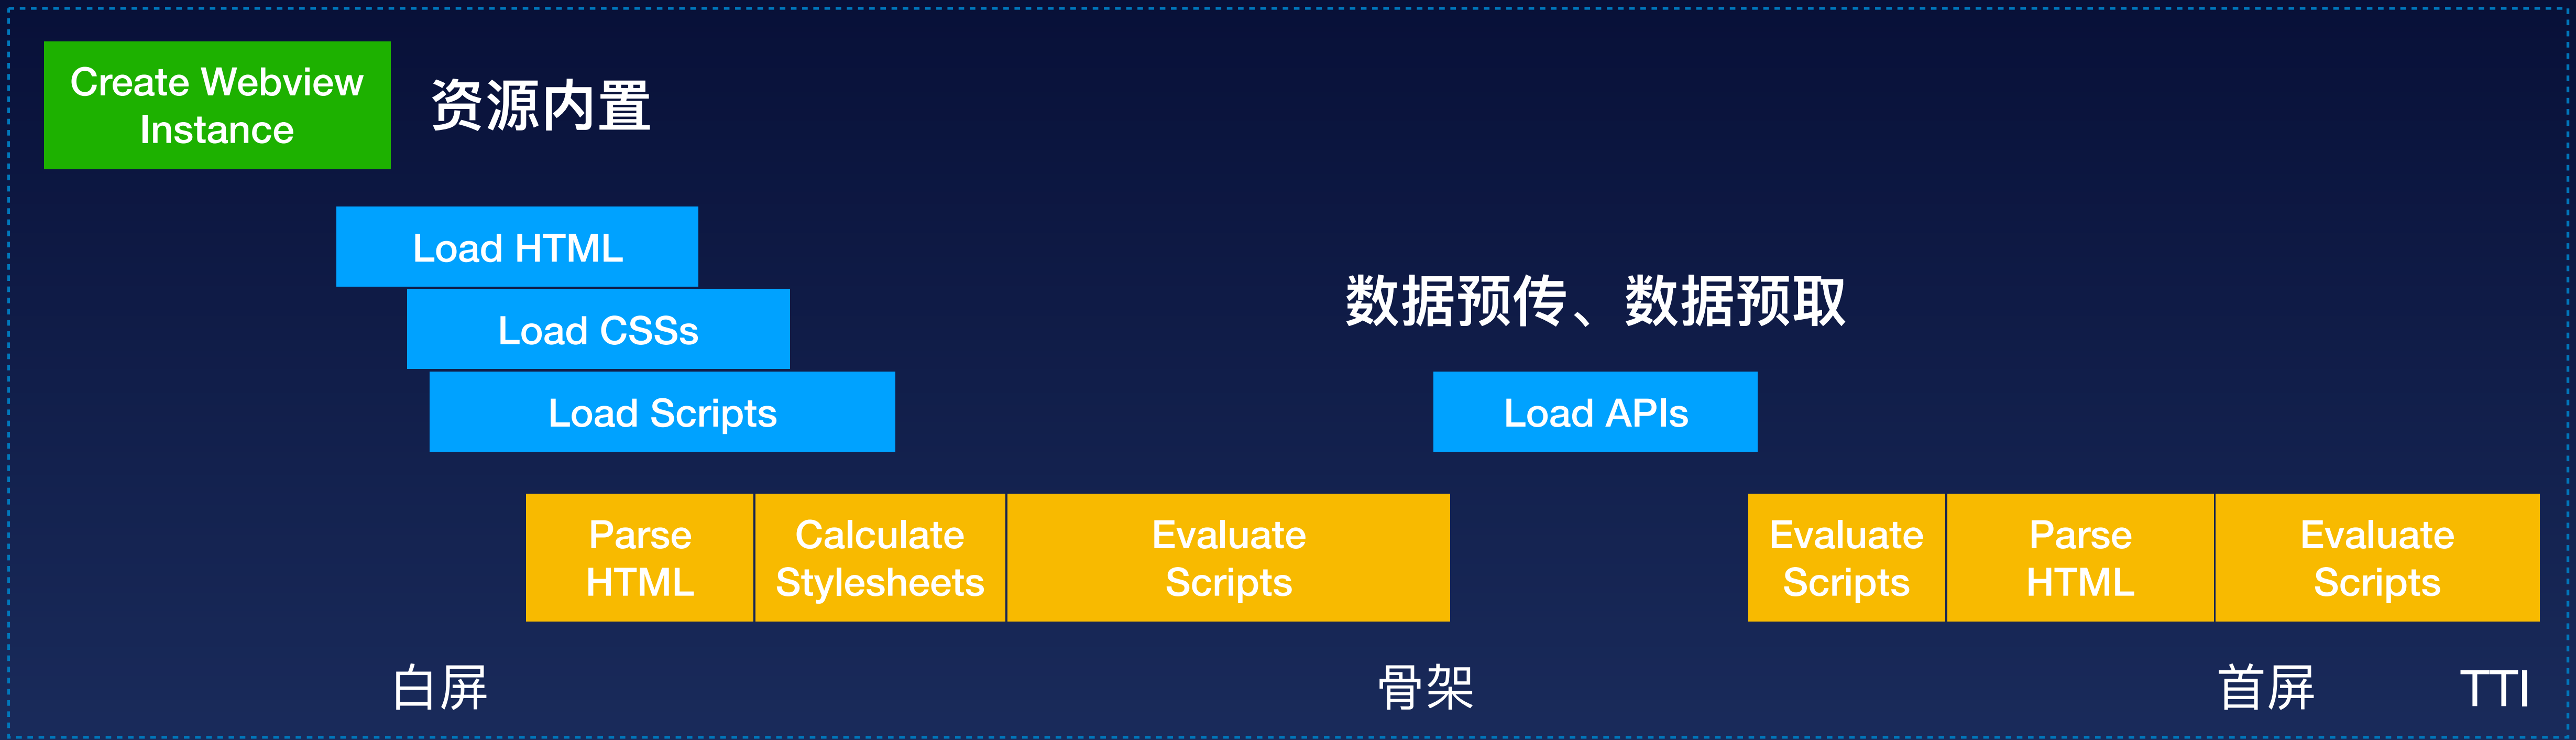 Create Webview
Instance
资源内置
Load HTML
Load CSSs
数据预传、数据预取
Load Scripts
Load APIs
Parse
HTML
Calculate
Stylesheets
Evaluate
Scripts
Evaluate
Scripts
Parse
HTML
Evaluate
Scripts
白屏
骨架
首屏
TTI